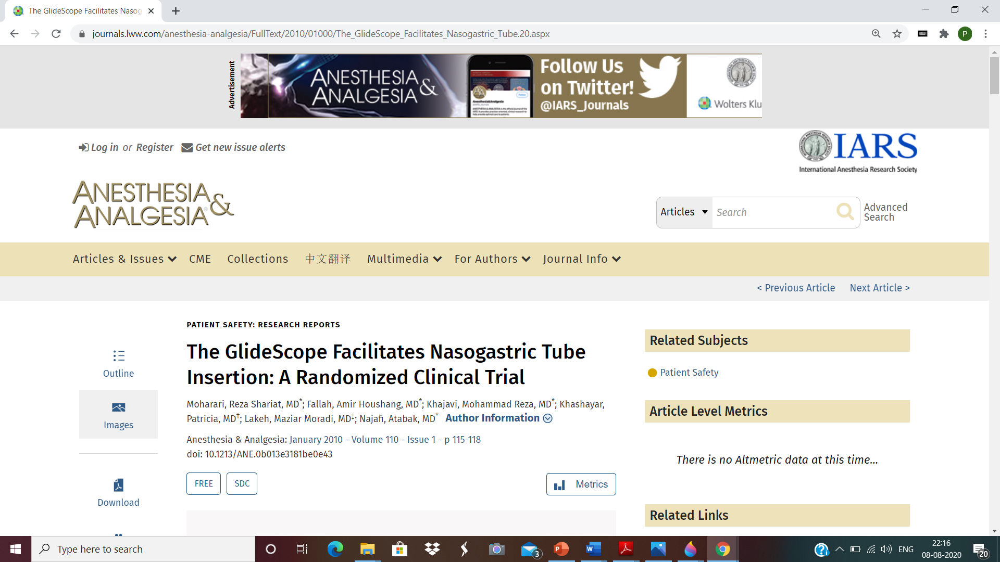 The GlideScope Facilitates Nasog
journals.lww.com/anesthesia-analgesia/FullText/2010/01000/The_GlideScope_Facilitates_Nasogastric_Tube.20.aspx
P
Advertisement
ANESTHESIA &
ANALGESIA
Follow Us
on Twitter!
@IARS_Journals
Wolters Klu
Log in or Register Get new issue alerts
IARS
International Anesthesia Research Society
ANESTHESIA &
ANALGESIA®
Articles Search
Advanced
Search
Articles & Issues CME Collections 中文翻译 Multimedia For Authors Journal Info
< Previous Article Next Article >
PATIENT SAFETY: RESEARCH REPORTS
The GlideScope Facilitates Nasogastric Tube
Insertion: A Randomized Clinical Trial
Moharari, Reza Shariat, MD*; Fallah, Amir Houshang, MD*; Khajavi, Mohammad Reza, MD*; Khashayar,
Patricia, MD†; Lakeh, Maziar Moradi, MD‡; Najafi, Atabak, MD* Author Information
Anesthesia & Analgesia: January 2010 - Volume 110 - Issue 1 - p 115-118
doi: 10.1213/ANE.0b013e3181be0e43
FREE SDC Metrics
Outline
Images
Download
Related Subjects
Patient Safety
Article Level Metrics
There is no Altmetric data at this time...
Related Links
Type here to search
3
ENG
22:16
08-08-2020
20